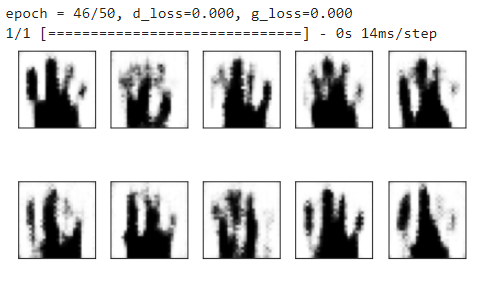 epoch = 46/50, d_loss=0.000, g_loss=0.000
1/1 [==============================] - 0s 14ms/step